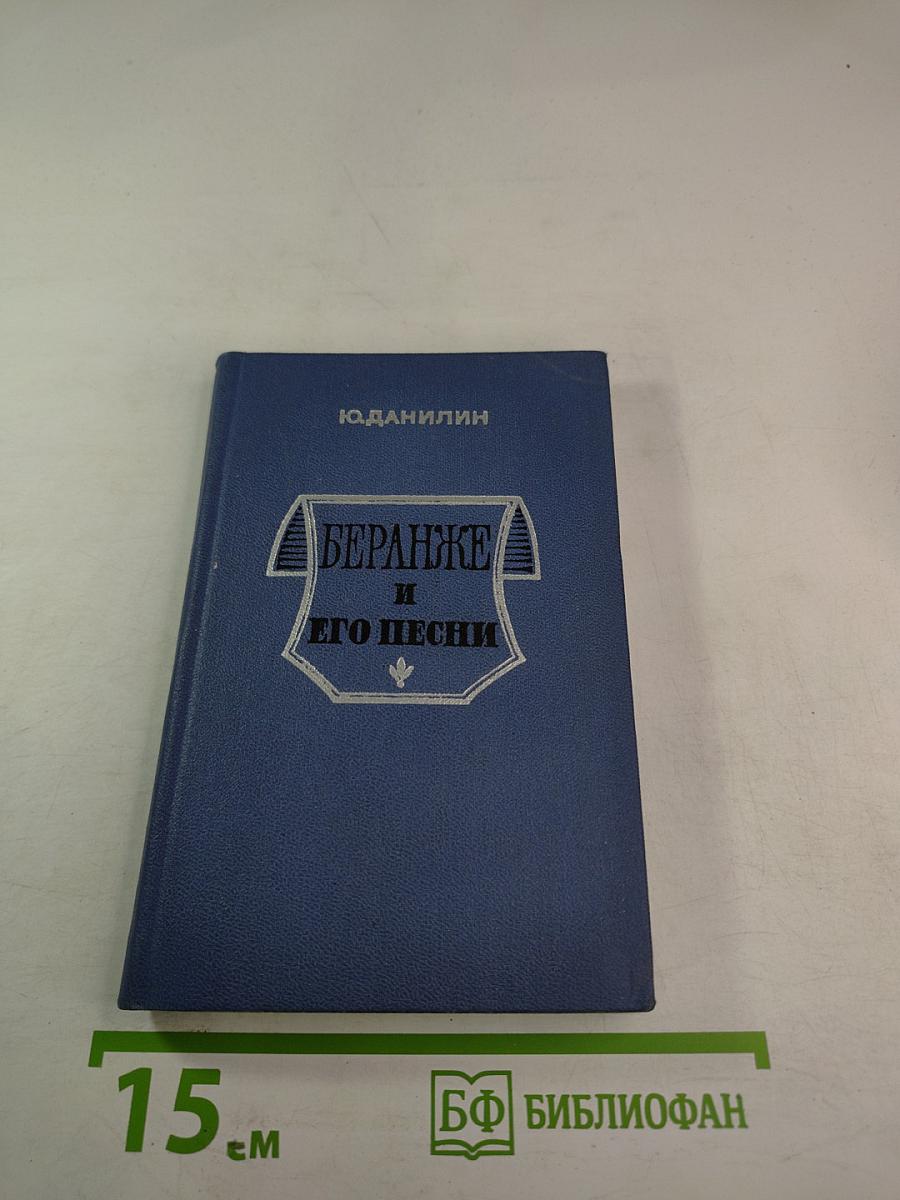 Ю.ДАНИЛИН
БЕРАНЖЕ
И
ЕГО ПЕСНИ
15 см
БФ БИБЛИОФАН